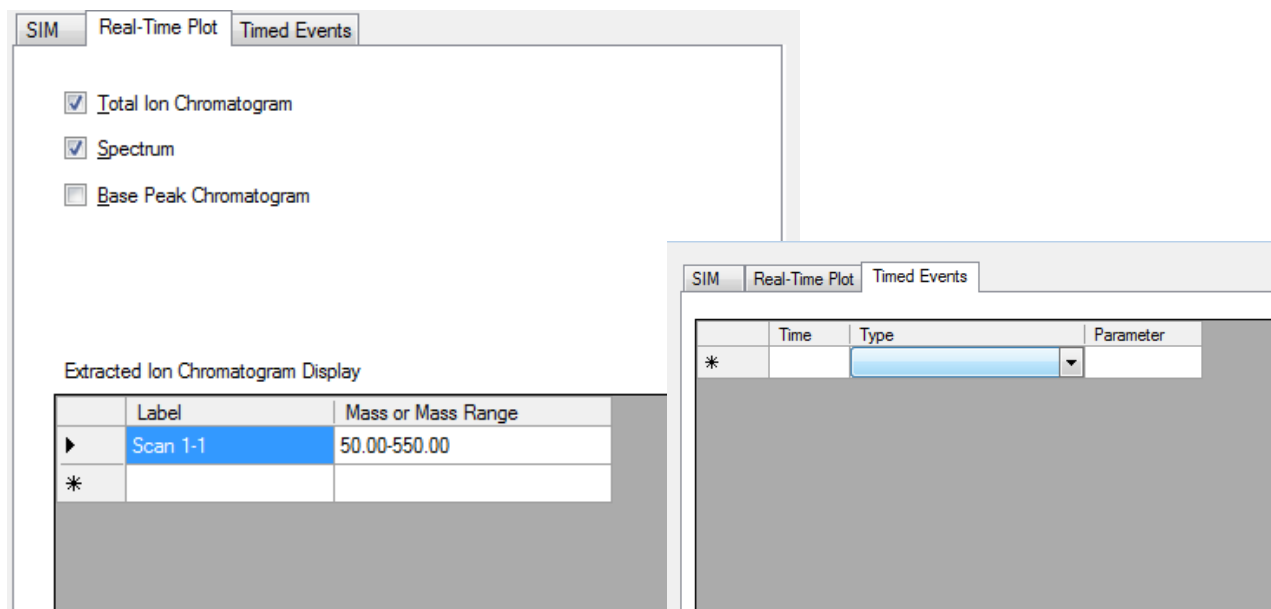 SIM Real-Time Plot Timed Events
Total Ion Chromatogram
Spectrum
Base Peak Chromatogram
Extracted Ion Chromatogram Display
Label Mass or Mass Range
Scan 1-1 50.00-550.00
SIM Real-Time Plot Timed Events
Time Type Parameter